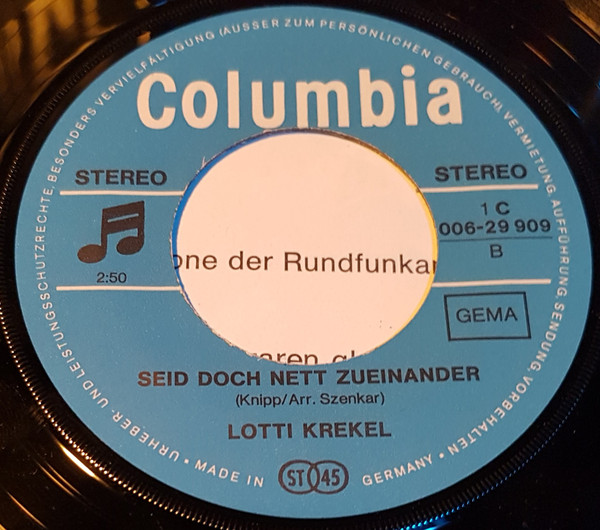 URHEBER- UND LEISTUNGSSCHUTZRECHTE, BESONDERS VERVIELFÄLTIGUNG (AUSSER ZUM PERSÖNLICHEN GEBRAUCH), VERMIETUNG, AUFFÜHRUNG, SENDUNG, VORBEHALTEN •
Columbia
STEREO
STEREO
1 C
006-29 909
B
2:50
one der Rundfunka
GEMA
aren
SEID DOCH NETT ZUEINANDER
(Knipp/Arr. Szenkar)
LOTTI KREKEL
• MADE IN ST 45 GERMANY •